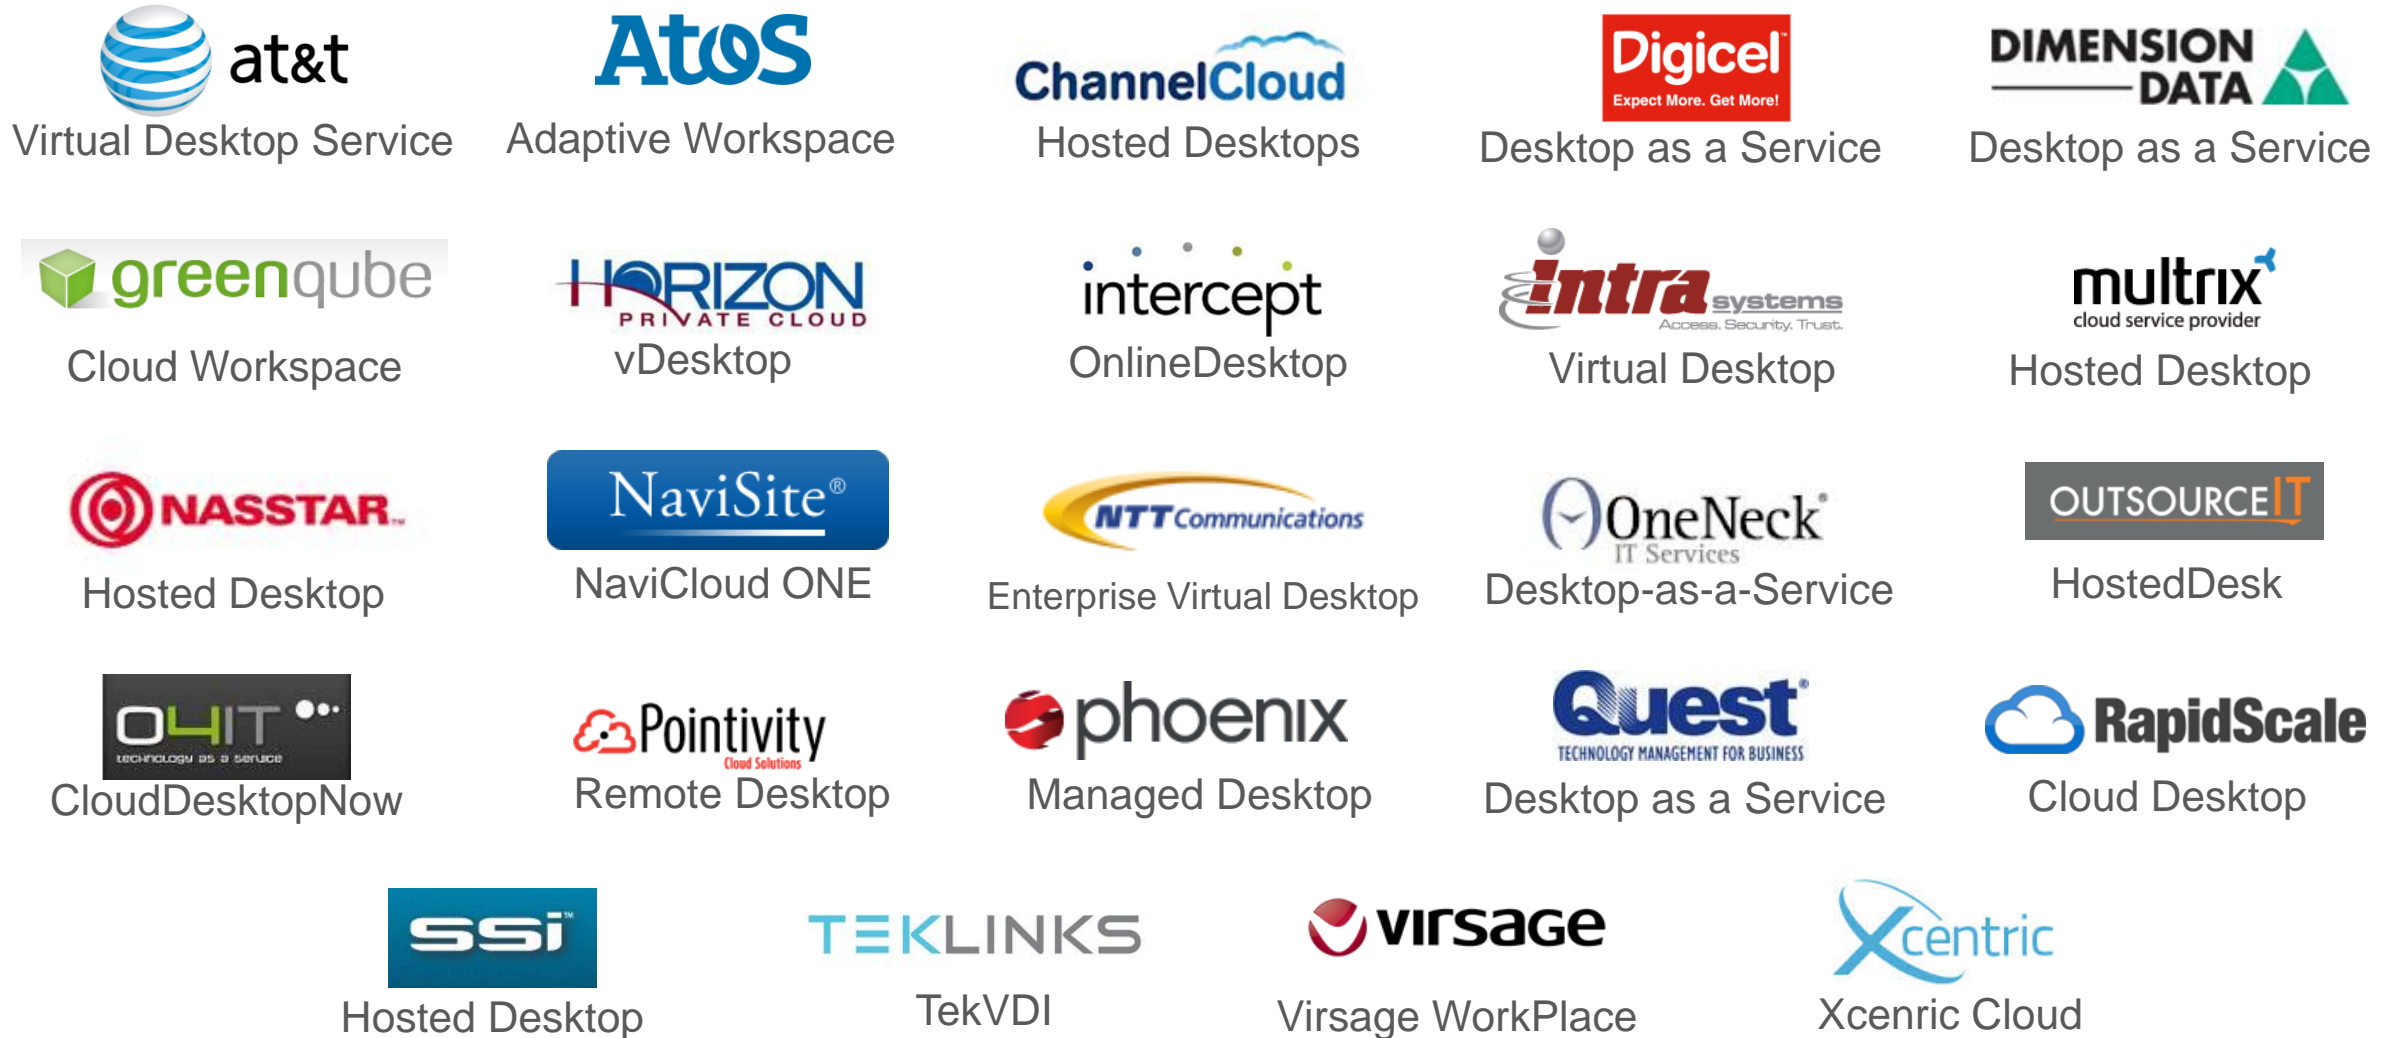 at&t
Virtual Desktop Service
Atos
Adaptive Workspace
ChannelCloud
Hosted Desktops
Digicel™
Expect More. Get More!
Desktop as a Service
DIMENSION
DATA
Desktop as a Service
greenqube
Cloud Workspace
HORIZON
PRIVATE CLOUD
vDesktop
intercept
OnlineDesktop
intra systems
Access. Security. Trust.
Virtual Desktop
multrix
cloud service provider
Hosted Desktop
NASSTAR™
Hosted Desktop
NaviSite®
NaviCloud ONE
NTT Communications
Enterprise Virtual Desktop
OneNeck®
IT Services
Desktop-as-a-Service
OUTSOURCEIT
HostedDesk
O4IT
technology as a service
CloudDesktopNow
Pointivity
Cloud Solutions
Remote Desktop
phoenix
Managed Desktop
Quest®
TECHNOLOGY MANAGEMENT FOR BUSINESS
Desktop as a Service
RapidScale
Cloud Desktop
ssi™
Hosted Desktop
TEKLINKS
TekVDI
virsage
Virsage WorkPlace
Xcentric
Xcenric Cloud